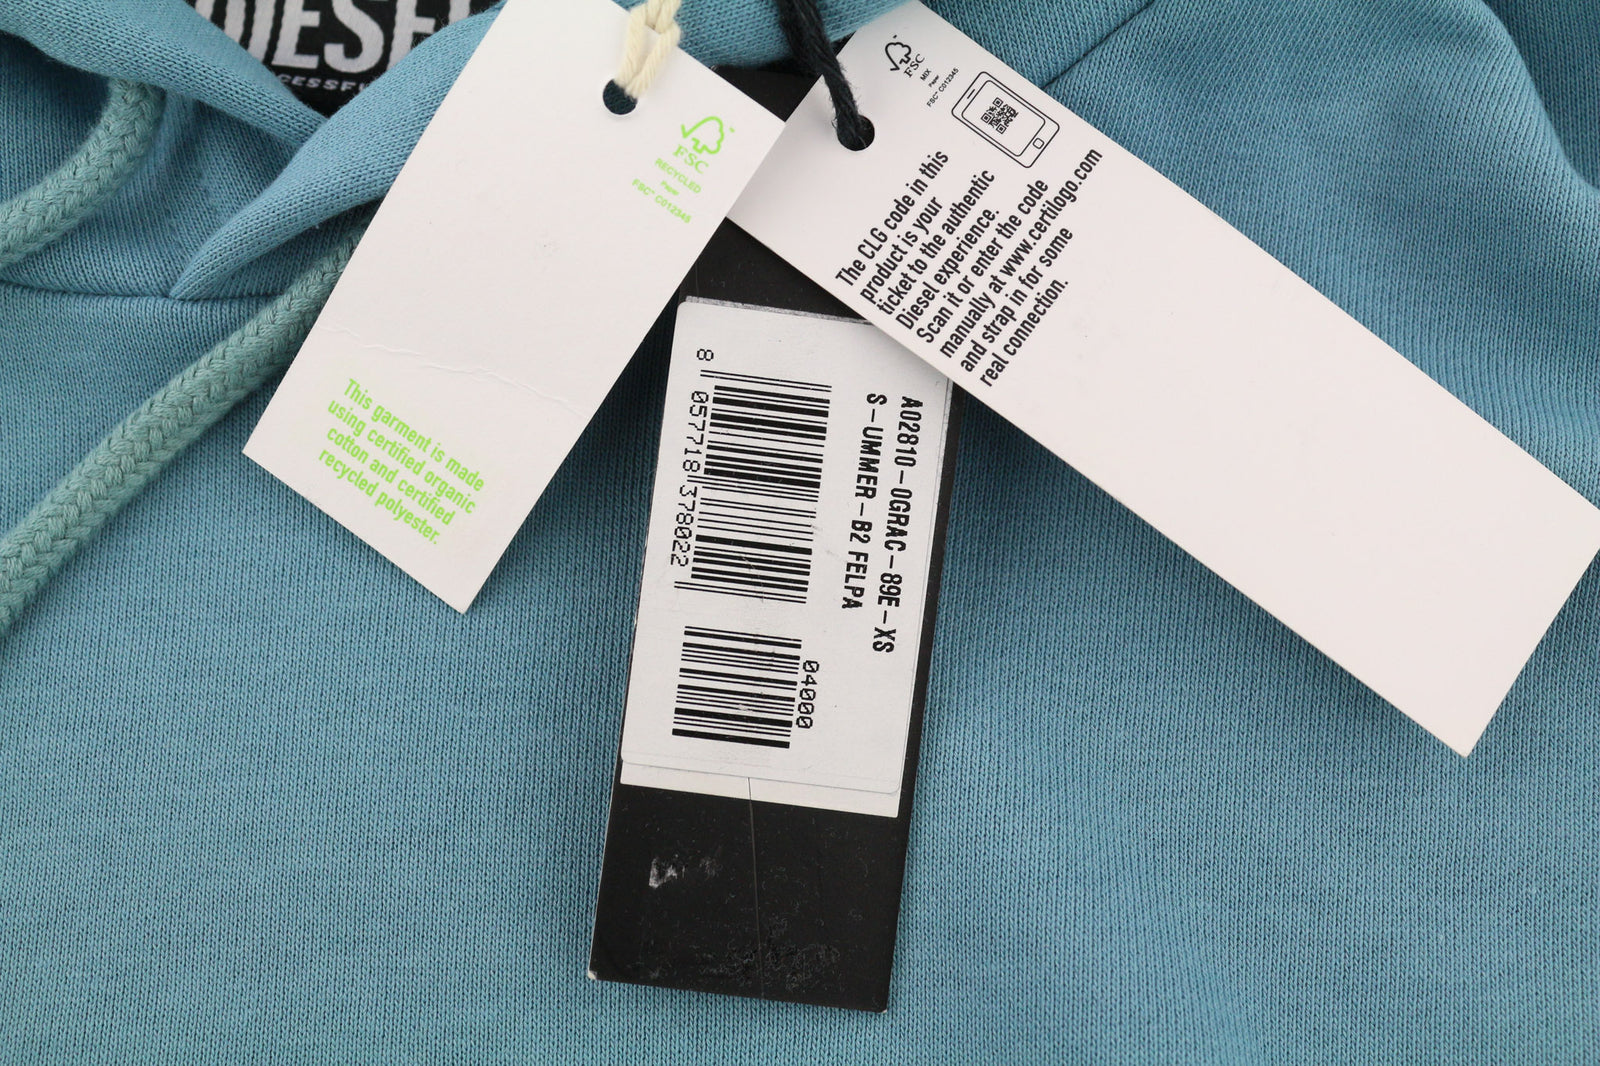 DIESEL
FSC
RECYCLED
Paper
FSC™ C012345
This garment is made
using certified organic
cotton and certified
recycled polyester.
FSC
MIX
Paper
FSC™ C012345
The CLG code in this
product is your
ticket to the authentic
Diesel experience.
Scan it or enter the code
manually at www.certilogo.com
and strap in for some
real connection.
A02810-0GRAC-89E-XS
S-UMMER-B2 FELPA
8 057718 378022
04000